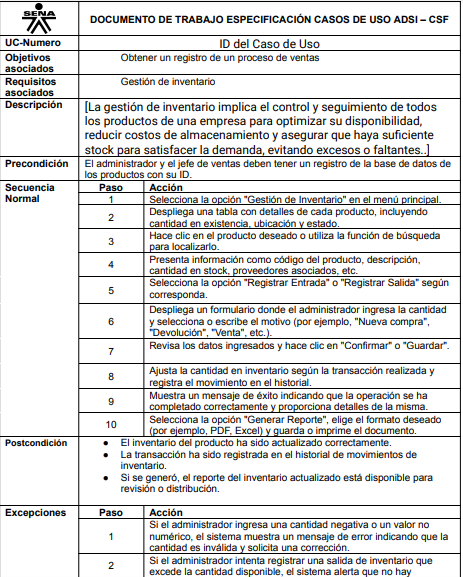 SENA
DOCUMENTO DE TRABAJO ESPECIFICACIÓN CASOS DE USO ADSI – CSF
UC-Numero
ID del Caso de Uso
Objetivos
asociados
Obtener un registro de un proceso de ventas
Requisitos
asociados
Gestión de inventario
Descripción
[La gestión de inventario implica el control y seguimiento de todos
los productos de una empresa para optimizar su disponibilidad,
reducir costos de almacenamiento y asegurar que haya suficiente
stock para satisfacer la demanda, evitando excesos o faltantes..]
Precondición
El administrador y el jefe de ventas deben tener un registro de la base de datos de
los productos con su ID.
Secuencia
Normal
Paso Acción
1 Selecciona la opción "Gestión de Inventario" en el menú principal.
2 Despliega una tabla con detalles de cada producto, incluyendo
cantidad en existencia, ubicación y estado.
3 Hace clic en el producto deseado o utiliza la función de búsqueda
para localizarlo.
4 Presenta información como código del producto, descripción,
cantidad en stock, proveedores asociados, etc.
5 Selecciona la opción "Registrar Entrada" o "Registrar Salida" según
corresponda.
6 Despliega un formulario donde el administrador ingresa la cantidad
y selecciona o escribe el motivo (por ejemplo, "Nueva compra",
"Devolución", "Venta", etc.).
7 Revisa los datos ingresados y hace clic en "Confirmar" o "Guardar".
8 Ajusta la cantidad en inventario según la transacción realizada y
registra el movimiento en el historial.
9 Muestra un mensaje de éxito indicando que la operación se ha
completado correctamente y proporciona detalles de la misma.
10 Selecciona la opción "Generar Reporte", elige el formato deseado
(por ejemplo, PDF, Excel) y guarda o imprime el documento.
Postcondición
● El inventario del producto ha sido actualizado correctamente.
● La transacción ha sido registrada en el historial de movimientos de
inventario.
● Si se generó, el reporte del inventario actualizado está disponible para
revisión o distribución.
Excepciones
Paso Acción
1 Si el administrador ingresa una cantidad negativa o un valor no
numérico, el sistema muestra un mensaje de error indicando que la
cantidad es inválida y solicita una corrección.
2 Si el administrador intenta registrar una salida de inventario que
excede la cantidad disponible, el sistema alerta que no hay